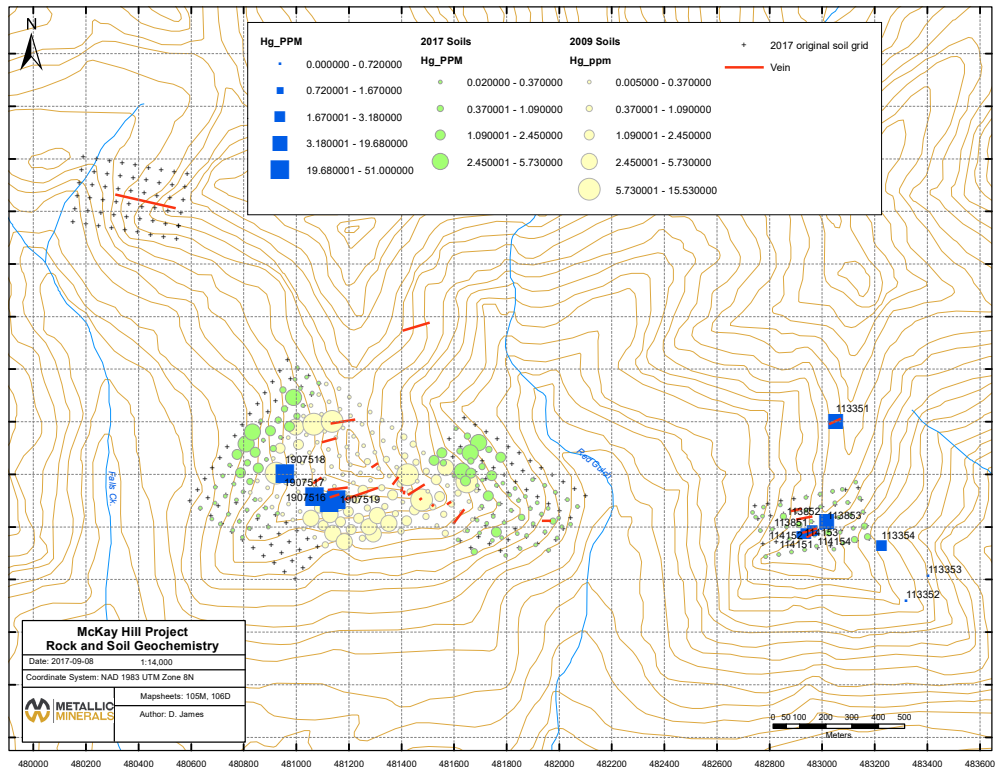 N
Hg_PPM
0.000000 - 0.720000
0.720001 - 1.670000
1.670001 - 3.180000
3.180001 - 19.680000
19.680001 - 51.000000
2017 Soils
Hg_PPM
0.020000 - 0.370000
0.370001 - 1.090000
1.090001 - 2.450000
2.450001 - 5.730000
2009 Soils
Hg_ppm
0.005000 - 0.370000
0.370001 - 1.090000
1.090001 - 2.450000
2.450001 - 5.730000
5.730001 - 15.530000
2017 original soil grid
Vein
113351
1907518
1907517
1907516
1907519
Falls Ck
Red Gulch
113852
113853
113851
114152
114153
114151
114154
113354
113353
113352
McKay Hill Project
Rock and Soil Geochemistry
Date: 2017-09-08 1:14,000
Coordinate System: NAD 1983 UTM Zone 8N
METALLIC
MINERALS
Mapsheets: 105M, 106D
Author: D. James
0 50 100 200 300 400 500
Meters
480000 480200 480400 480600 480800 481000 481200 481400 481600 481800 482000 482200 482400 482600 482800 483000 483200 483400 483600